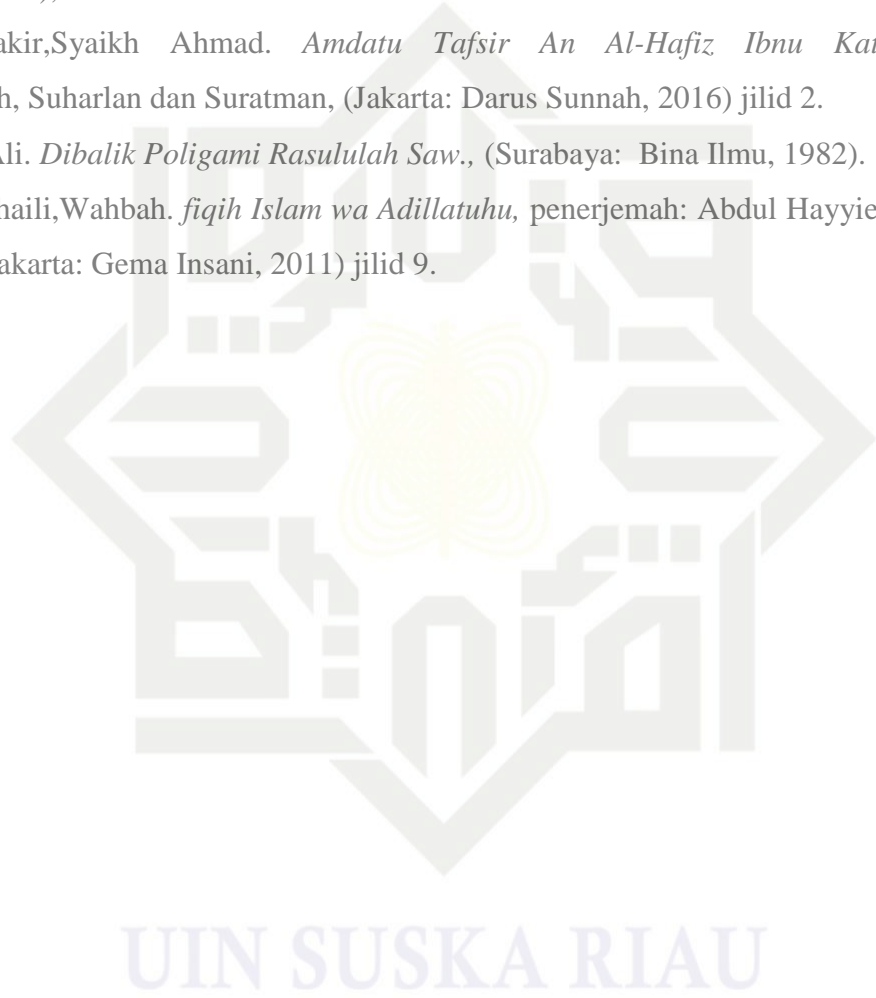 akir,Syaikh Ahmad. Amdatu Tafsir An Al-Hafiz Ibnu Kat
h, Suharlan dan Suratman, (Jakarta: Darus Sunnah, 2016) jilid 2.
Ali. Dibalik Poligami Rasululah Saw., (Surabaya: Bina Ilmu, 1982).
haili,Wahbah. fiqih Islam wa Adillatuhu, penerjemah: Abdul Hayyie
akarta: Gema Insani, 2011) jilid 9.
UIN SUSKA RIAU